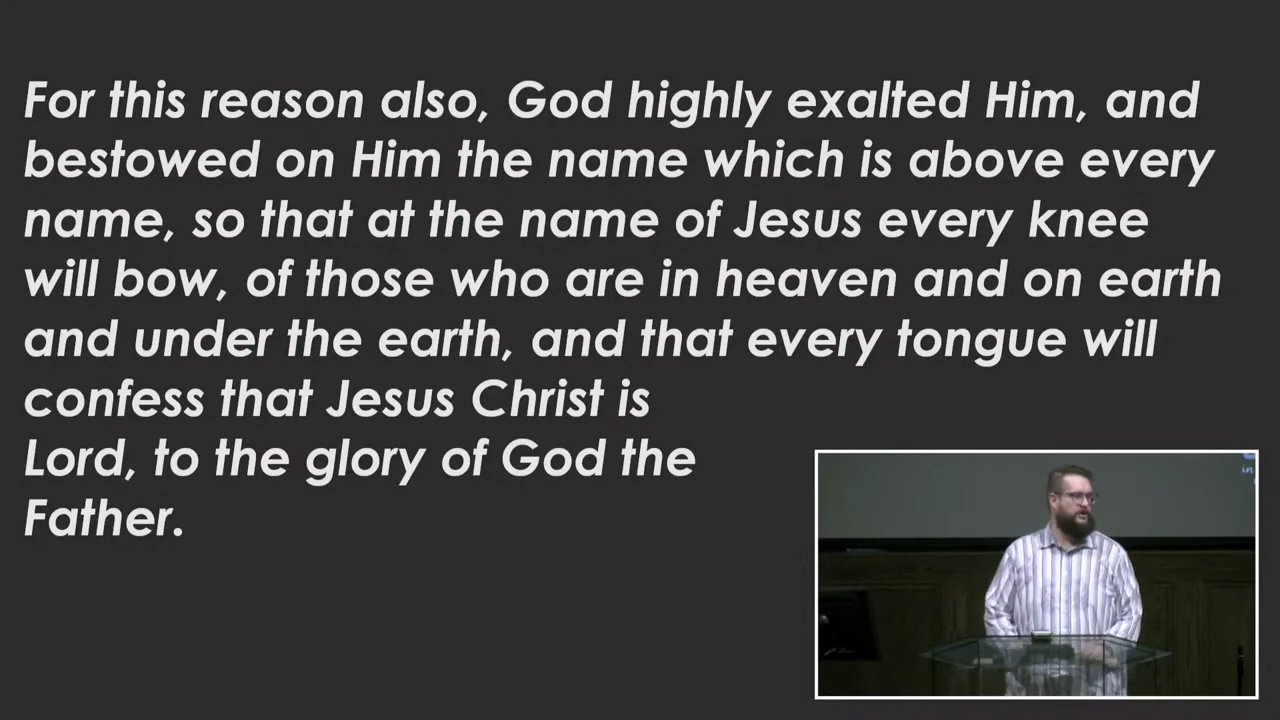 For this reason also, God highly exalted Him, and
bestowed on Him the name which is above every
name, so that at the name of Jesus every knee
will bow, of those who are in heaven and on earth
and under the earth, and that every tongue will
confess that Jesus Christ is
Lord, to the glory of God the
Father.